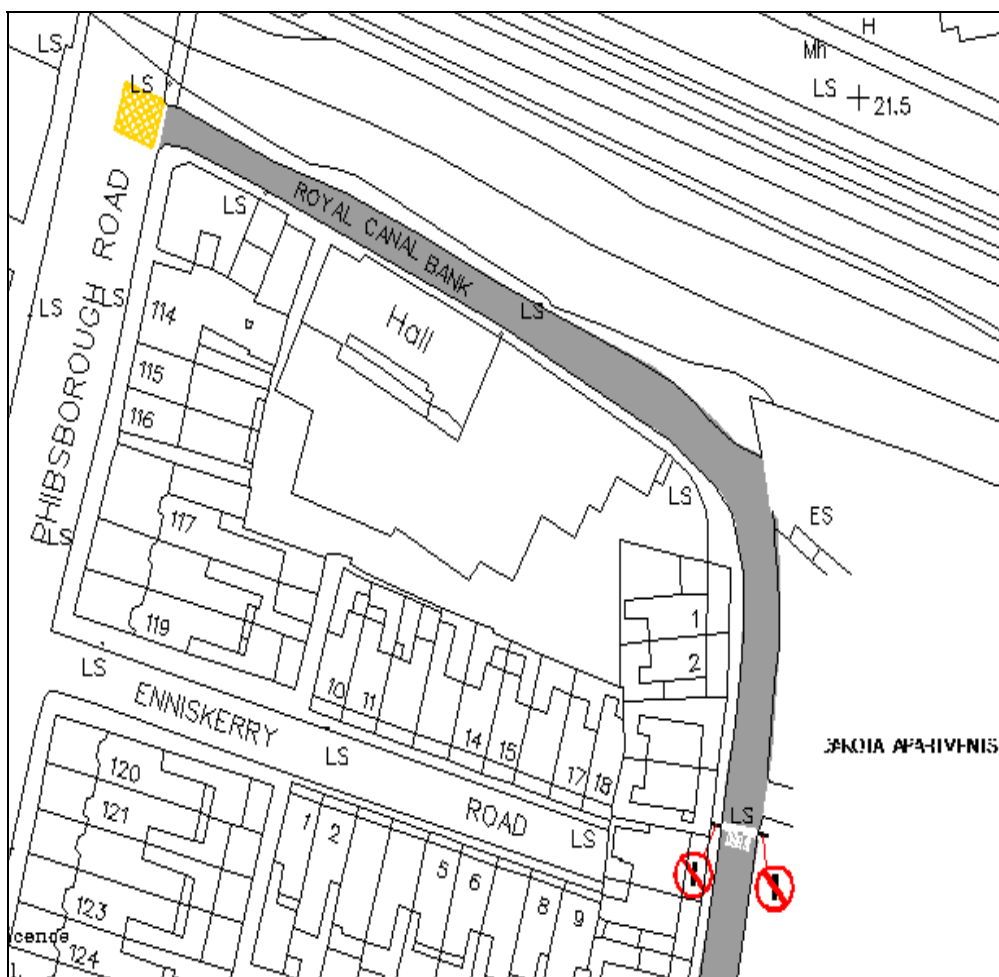 LS
H
Mh
LS
LS 21.5
ROYAL CANAL BANK
LS
PHIBSBOROUGH ROAD
LS
LS
114
Hall
LS
115
116
LS
117
LS
ES
119
1
2
LS
10
11
14
15
17
18
ENNISKERRY ROAD
LS
LS
LS
120
121
1
2
5
6
8
9
123
124